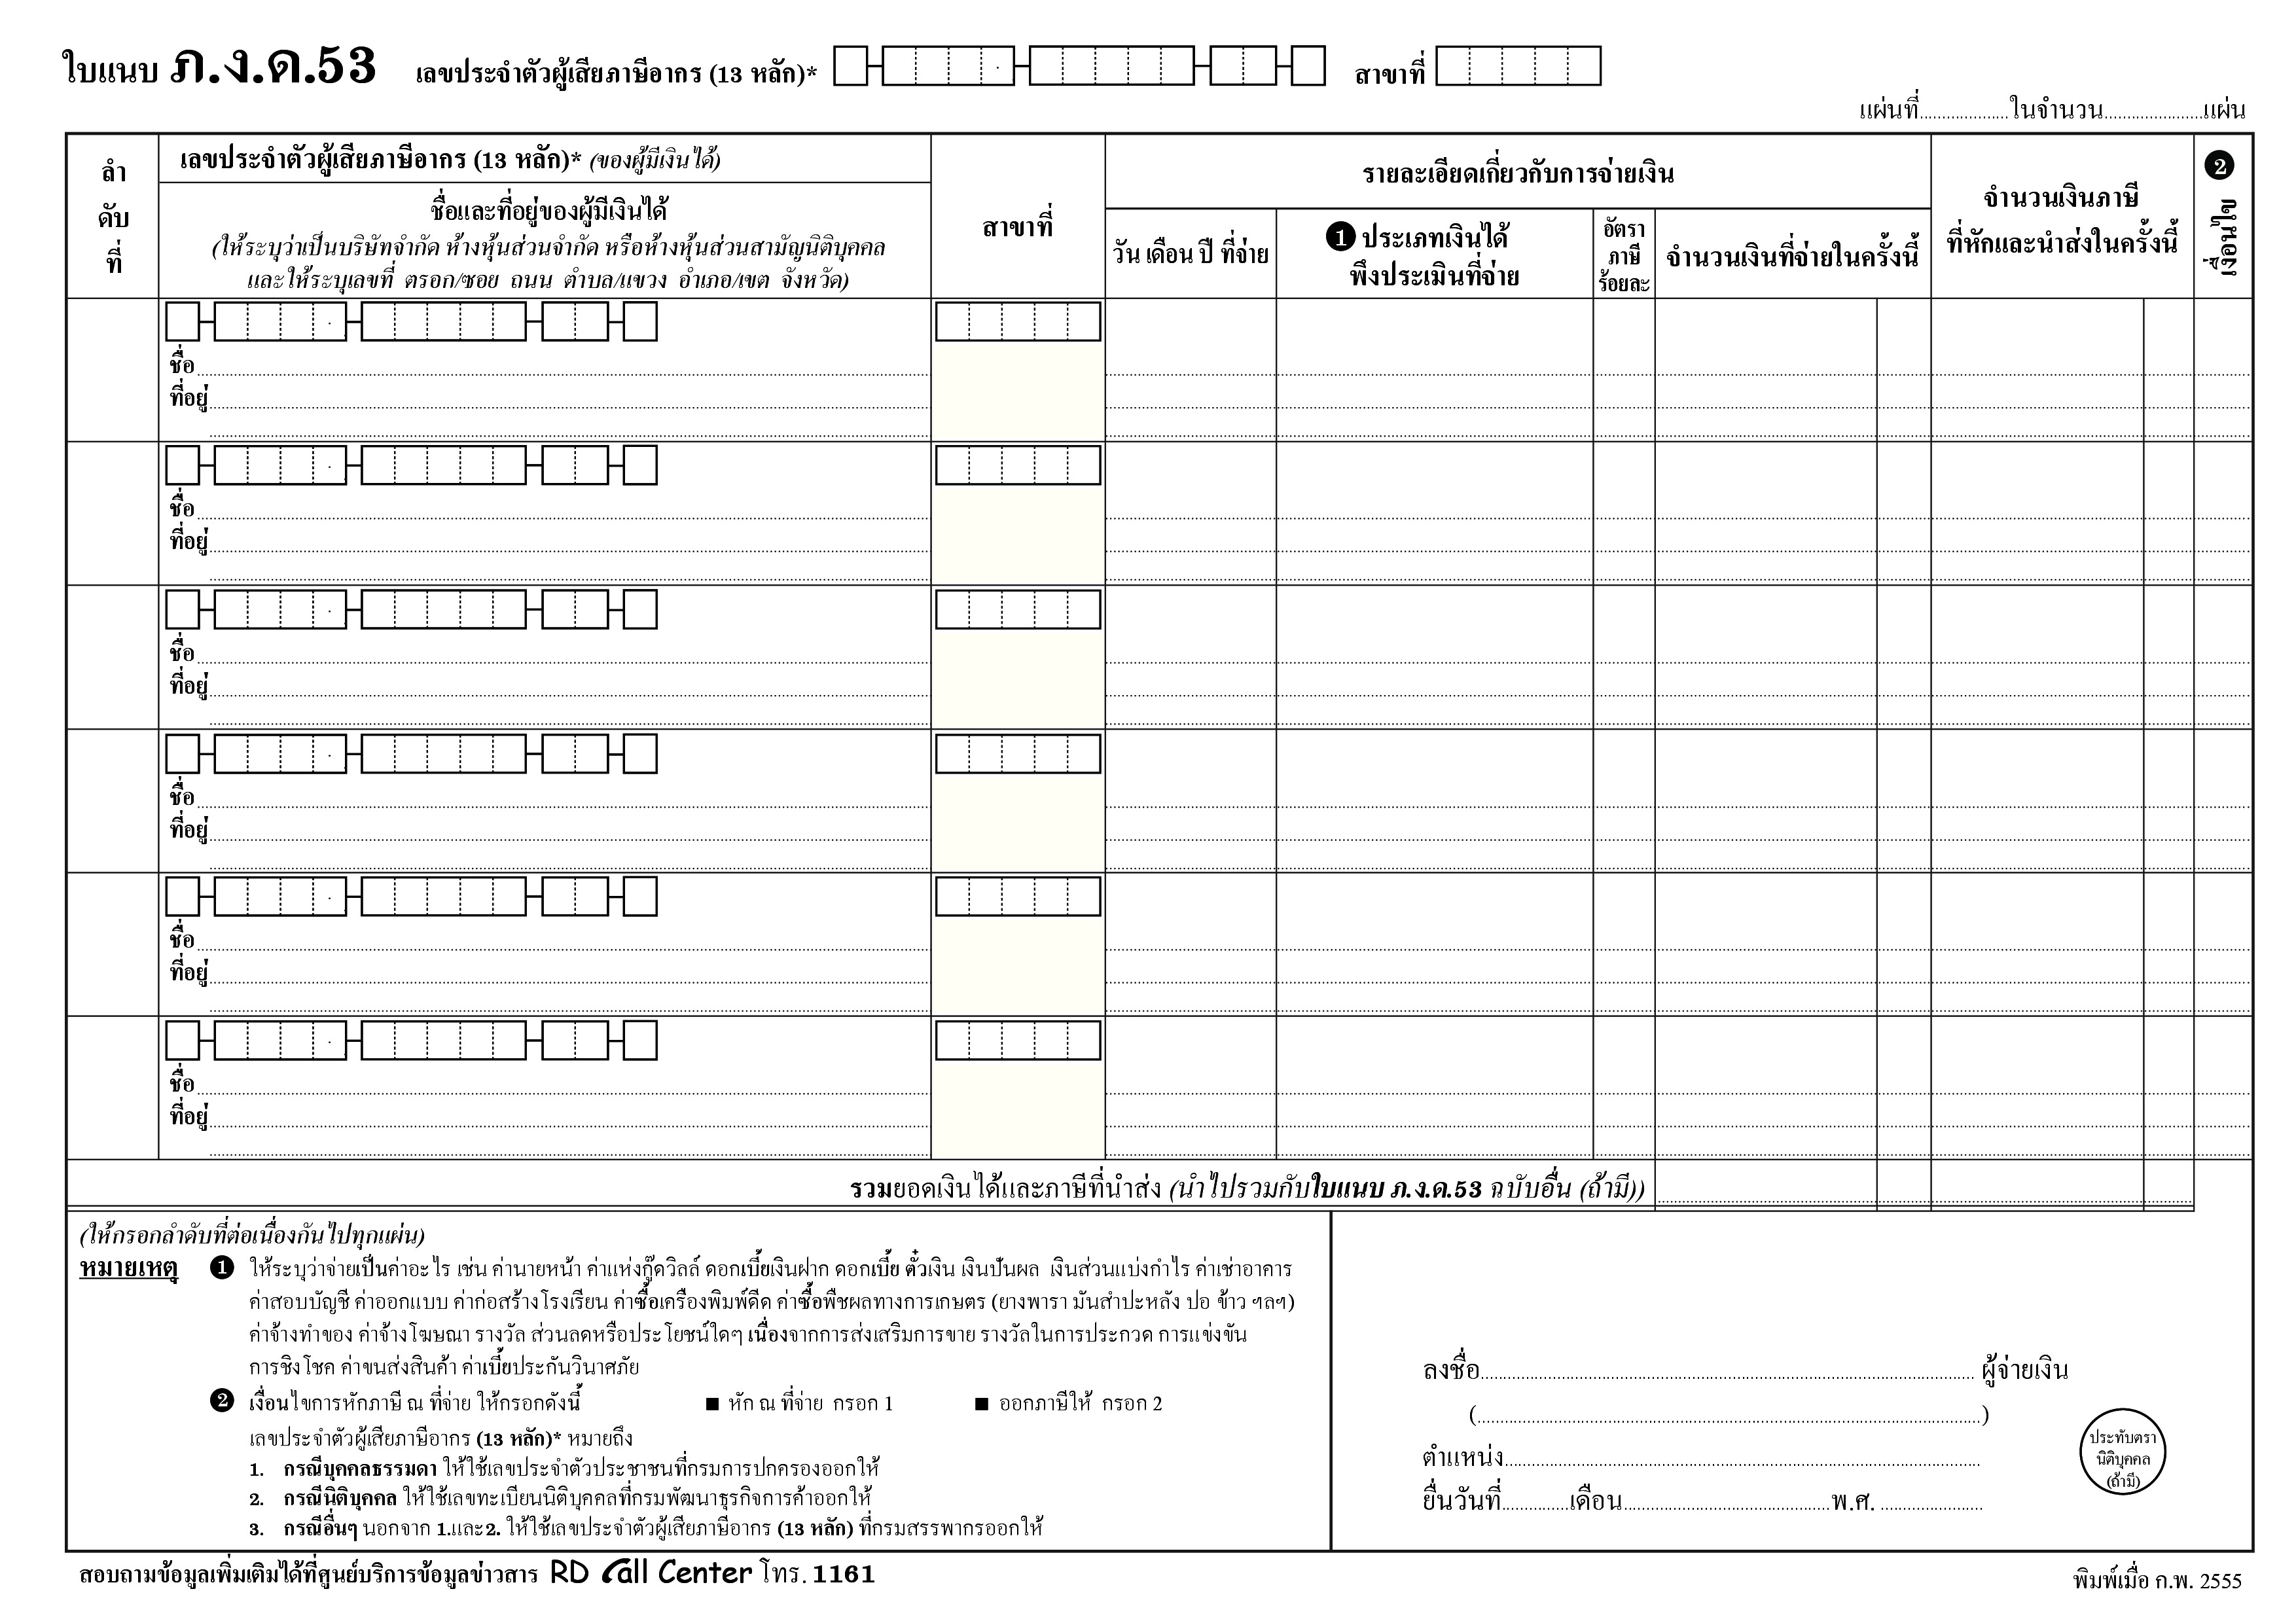 ใบแนบ ภ.ง.ด.53 เลขประจำตัวผู้เสียภาษีอากร (13 หลัก)* สาขาที่
แผ่นที่ ในจำนวน แผ่น
ลำดับที่
เลขประจำตัวผู้เสียภาษีอากร (13 หลัก)* (ของผู้มีเงินได้)
ชื่อและที่อยู่ของผู้มีเงินได้
(ให้ระบุว่าเป็นบริษัทจำกัด ห้างหุ้นส่วนจำกัด หรือห้างหุ้นส่วนสามัญนิติบุคคล
และให้ระบุเลขที่ ตรอก/ซอย ถนน ตำบล/แขวง อำเภอ/เขต จังหวัด)
สาขาที่
รายละเอียดเกี่ยวกับการจ่ายเงิน
วัน เดือน ปี ที่จ่าย
1 ประเภทเงินได้
พึงประเมินที่จ่าย
อัตรา
ภาษี
ร้อยละ
จำนวนเงินที่จ่ายในครั้งนี้
จำนวนเงินภาษี
ที่หักและนำส่งในครั้งนี้
2 เงื่อนไข
ชื่อ
ที่อยู่
ชื่อ
ที่อยู่
ชื่อ
ที่อยู่
ชื่อ
ที่อยู่
ชื่อ
ที่อยู่
ชื่อ
ที่อยู่
รวมยอดเงินได้และภาษีที่นำส่ง (นำไปรวมกับใบแนบ ภ.ง.ด.53 ฉบับอื่น (ถ้ามี))
(ให้กรอกลำดับที่ต่อเนื่องกันไปทุกแผ่น)
หมายเหตุ 1 ให้ระบุว่าจ่ายเป็นค่าอะไร เช่น ค่านายหน้า ค่าแห่งกู๊ดวิลล์ ดอกเบี้ยเงินฝาก ดอกเบี้ย ตั๋วเงิน เงินปันผล เงินส่วนแบ่งกำไร ค่าเช่าอาคาร
ค่าสอบบัญชี ค่าออกแบบ ค่าก่อสร้างโรงเรียน ค่าซื้อเครื่องพิมพ์ดีด ค่าซื้อพืชผลทางการเกษตร (ยางพารา มันสำปะหลัง ปอ ข้าว ฯลฯ)
ค่าจ้างทำของ ค่าจ้างโฆษณา รางวัล ส่วนลดหรือประโยชน์ใดๆ เนื่องจากการส่งเสริมการขาย รางวัลในการประกวด การแข่งขัน
การชิงโชค ค่าขนส่งสินค้า ค่าเบี้ยประกันวินาศภัย
2 เงื่อนไขการหักภาษี ณ ที่จ่าย ให้กรอกดังนี้ ■ หัก ณ ที่จ่าย กรอก 1 ■ ออกภาษีให้ กรอก 2
เลขประจำตัวผู้เสียภาษีอากร (13 หลัก)* หมายถึง
1. กรณีบุคคลธรรมดา ให้ใช้เลขประจำตัวประชาชนที่กรมการปกครองออกให้
2. กรณีนิติบุคคล ให้ใช้เลขทะเบียนนิติบุคคลที่กรมพัฒนาธุรกิจการค้าออกให้
3. กรณีอื่นๆ นอกจาก 1.และ2. ให้ใช้เลขประจำตัวผู้เสียภาษีอากร (13 หลัก) ที่กรมสรรพากรออกให้
ลงชื่อ ผู้จ่ายเงิน
( )
ตำแหน่ง
ยื่นวันที่ เดือน พ.ศ.
ประทับตรา
นิติบุคคล
(ถ้ามี)
สอบถามข้อมูลเพิ่มเติมได้ที่ศูนย์บริการข้อมูลข่าวสาร RD Call Center โทร. 1161
พิมพ์เมื่อ ก.พ. 2555